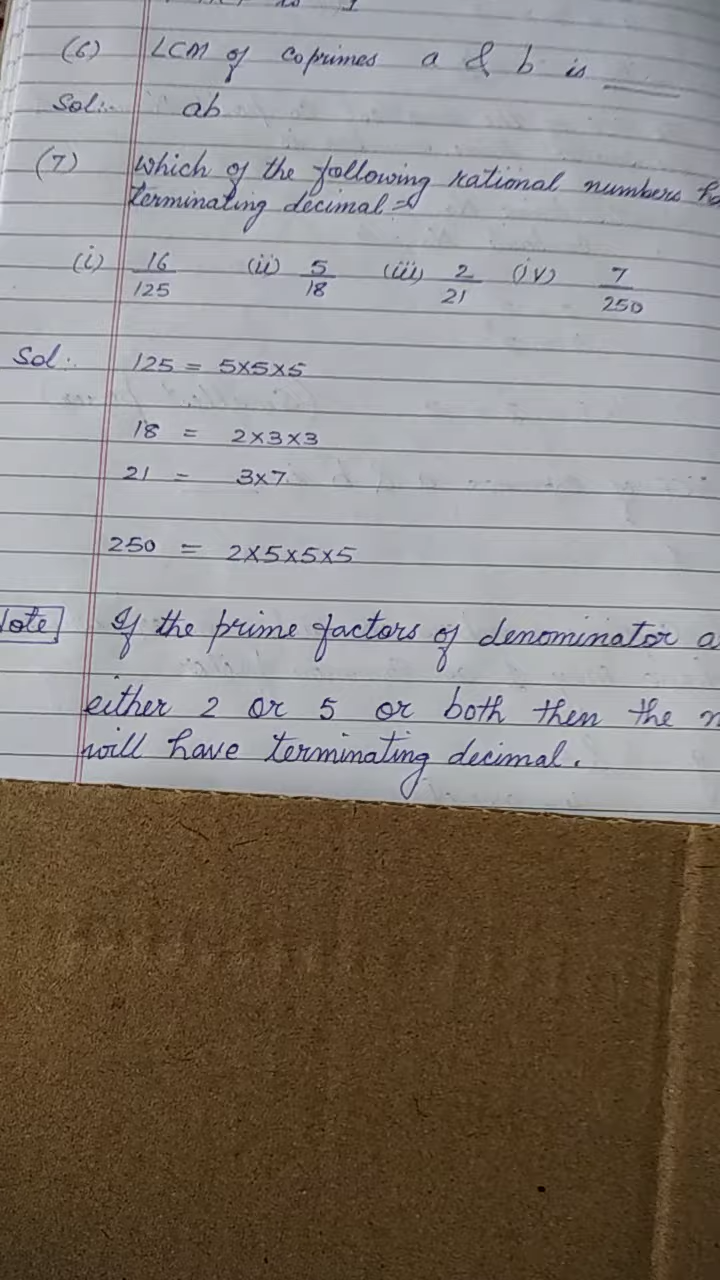 (6) LCM of coprimes a & b is ____
Sol:- ab
(7) Which of the following rational numbers
terminating decimal =
(i) 16/125 (ii) 5/18 (iii) 2/21 (iv) 7/250
Sol:- 125 = 5×5×5
18 = 2×3×3
21 = 3×7
250 = 2×5×5×5
Note If the prime factors of denominator
either 2 or 5 or both then the
will have terminating decimal.